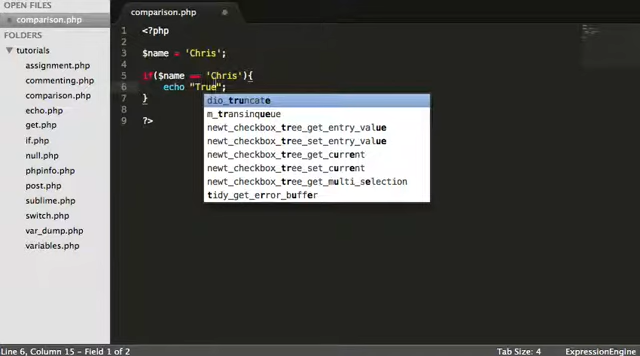 OPEN FILES
comparison.php
FOLDERS
tutorials
assignment.php
commenting.php
comparison.php
echo.php
get.php
if.php
null.php
phpinfo.php
post.php
sublime.php
switch.php
var_dump.php
variables.php
comparison.php
1 <?php
2
3 $name = 'Chris';
4
5 if($name == 'Chris'){
6 echo "True";
7 }
8
9 ?>
dio_truncate
m_transinqueue
newt_checkbox_tree_get_entry_value
newt_checkbox_tree_set_entry_value
newt_checkbox_tree_get_current
newt_checkbox_tree_set_current
newt_checkbox_tree_get_multi_selection
tidy_get_error_buffer
Line 6, Column 15 - Field 1 of 2
Tab Size: 4
ExpressionEngine